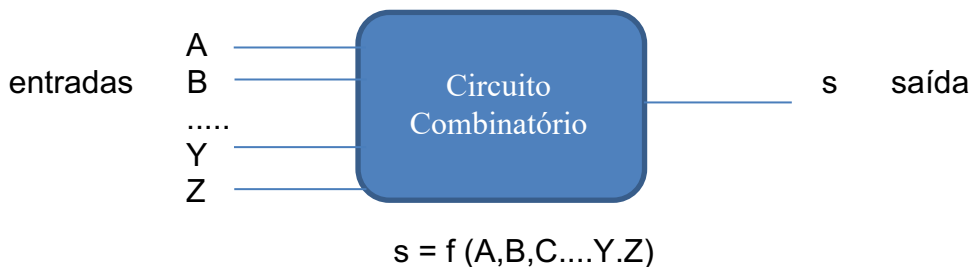 A
entradas B
.....
Y
Z
Circuito
Combinatório
s saída
s = f (A,B,C....Y.Z)